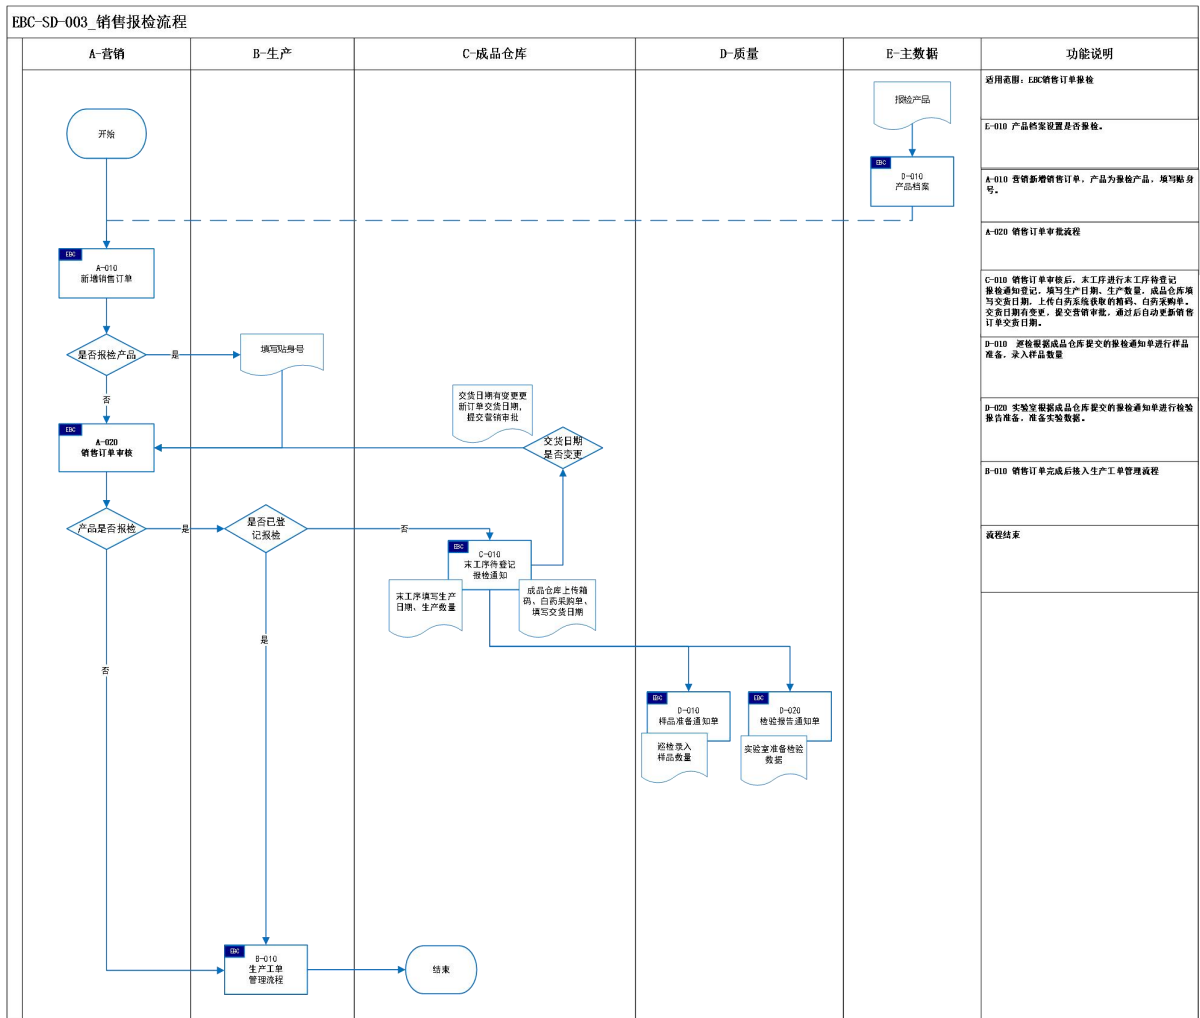 EBC-SD-003_销售报检流程
A-营销
B-生产
C-成品仓库
D-质量
E-主数据
功能说明
开始
报检产品
EBC
D-010
产品档案
EBC
A-010
新增销售订单
是否报检产品
是
填写贴身号
否
EBC
A-020
销售订单审核
交货日期有变更更
新订单交货日期,
提交营销审批
交货日期
是否变更
产品是否报检
是
是否已登
记报检
否
EBC
C-010
末工序待登记
报检通知
末工序填写生产
日期、生产数量
成品仓库上传箱
码、白药采购单、
填写交货日期
是
否
EBC
D-010
样品准备通知单
巡检录入
样品数量
EBC
D-020
检验报告通知单
实验室准备检验
数据
EBC
B-010
生产工单
管理流程
结束
适用范围：EBC销售订单报检
E-010 产品档案设置是否报检。
A-010 营销新增销售订单，产品为报检产品，填写贴身
号。
A-020 销售订单审批流程
C-010 销售订单审核后，末工序进行末工序待登记
报检通知登记，填写生产日期、生产数量，成品仓库填
写交货日期，上传白药系统获取的箱码、白药采购单。
交货日期有变更，提交营销审批，通过后自动更新销售
订单交货日期。
D-010 巡检根据成品仓库提交的报检通知单进行样品
准备，录入样品数量
D-020 实验室根据成品仓库提交的报检通知单进行检验
报告准备，准备实验数据。
B-010 销售订单完成后接入生产工单管理流程
流程结束